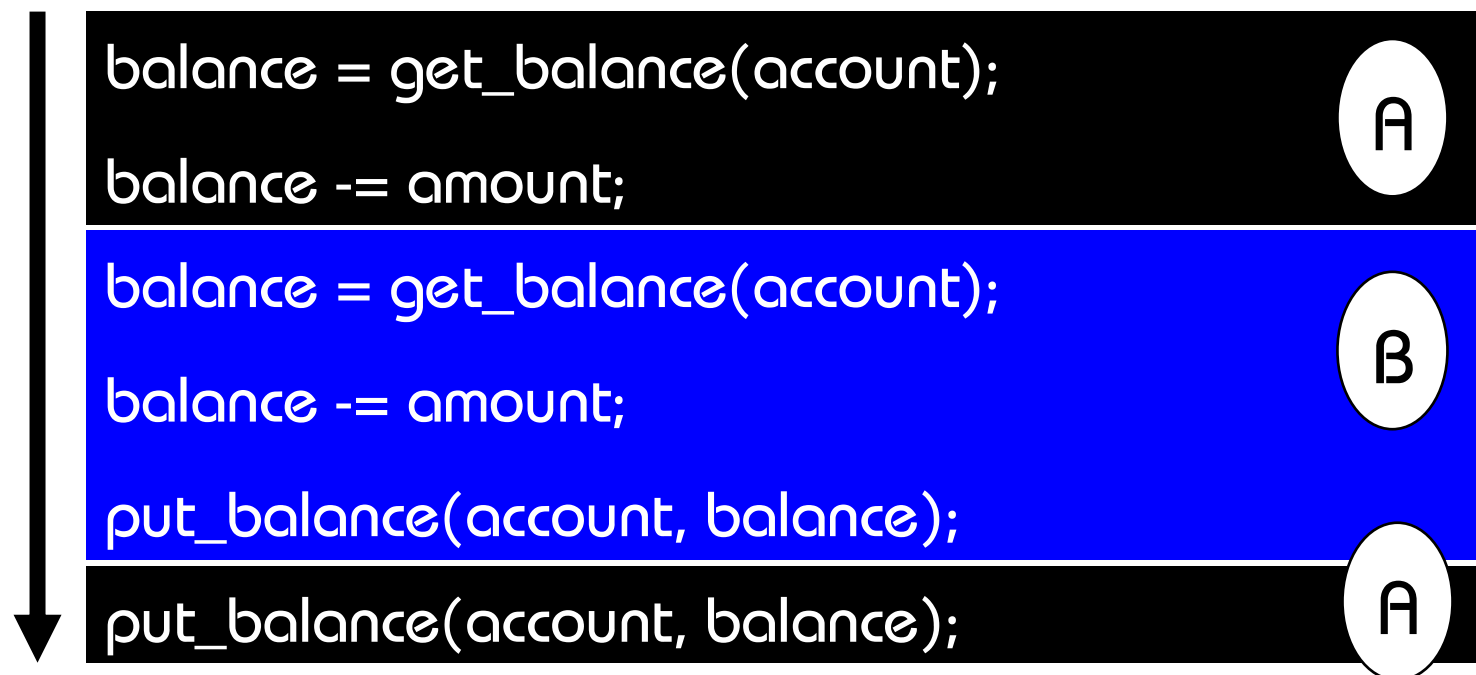 balance = get_balance(account);
A
balance -= amount;
balance = get_balance(account);
B
balance -= amount;
put_balance(account, balance);
put_balance(account, balance);
A